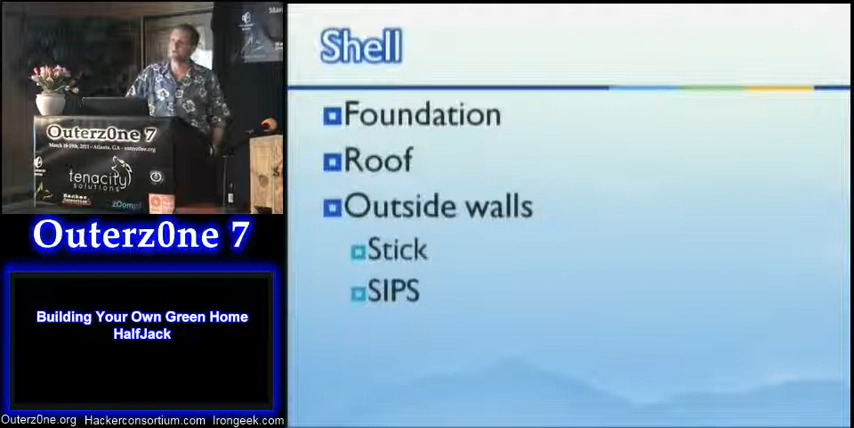 Shell
Foundation
Roof
Outside walls
Stick
SIPS
Outerz0ne 7
tenacity
solutions
Outerz0ne 7
Building Your Own Green Home
HalfJack
Outerz0ne.org Hackerconsortium.com Irongeek.com